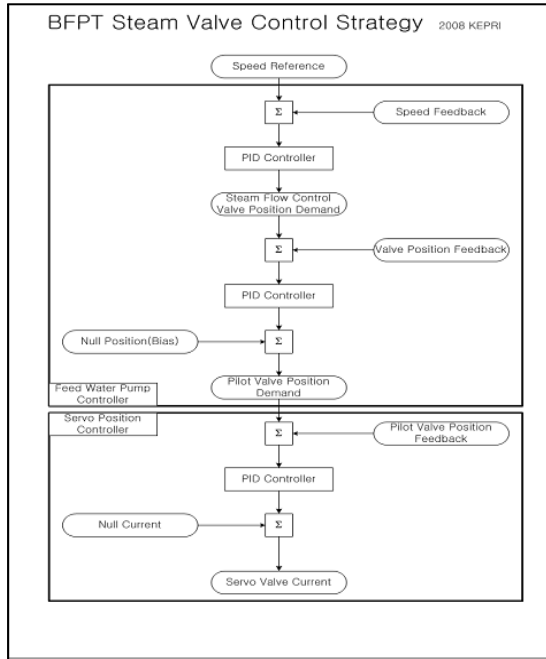 BFPT Steam Valve Control Strategy 2008 KEPRI
Speed Reference
Σ
Speed Feedback
PID Controller
Steam Flow Control
Valve Position Demand
Σ
Valve Position Feedback
PID Controller
Null Position(Bias)
Σ
Pilot Valve Position
Demand
Feed Water Pump
Controller
Servo Position
Controller
Σ
Pilot Valve Position
Feedback
PID Controller
Null Current
Σ
Servo Valve Current